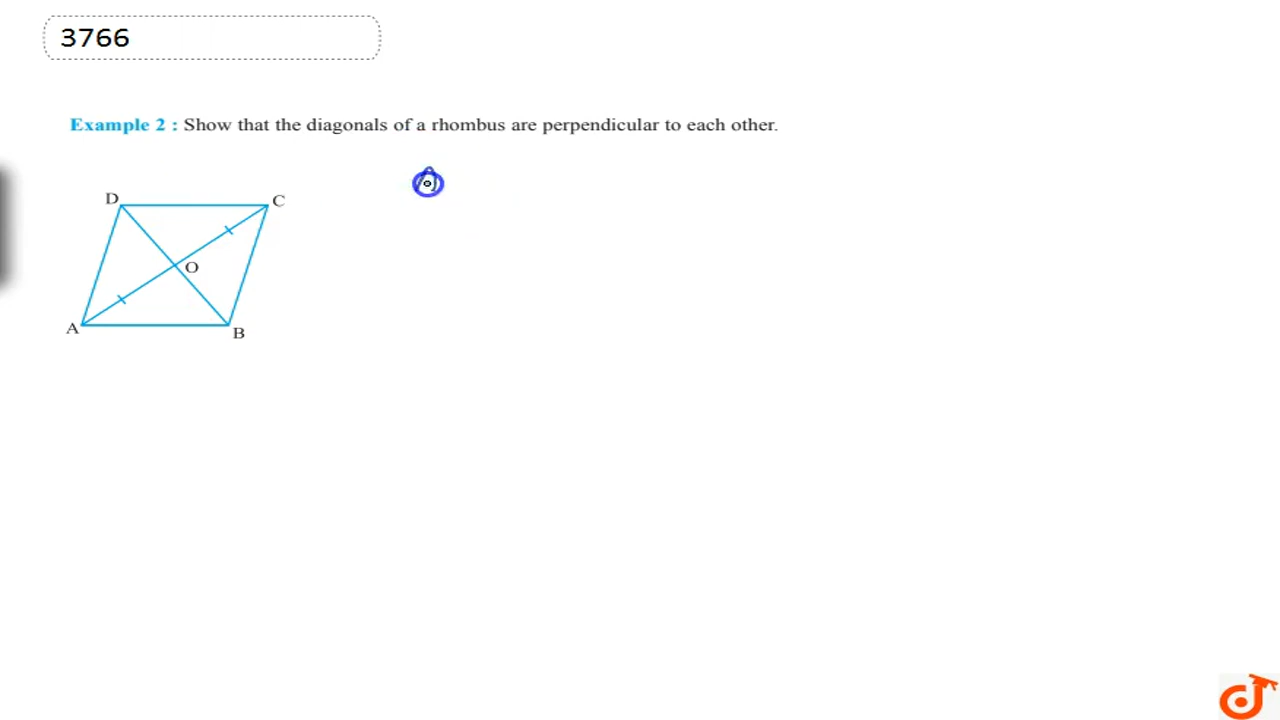 3766
Example 2 : Show that the diagonals of a rhombus are perpendicular to each other.
D
C
O
A
B